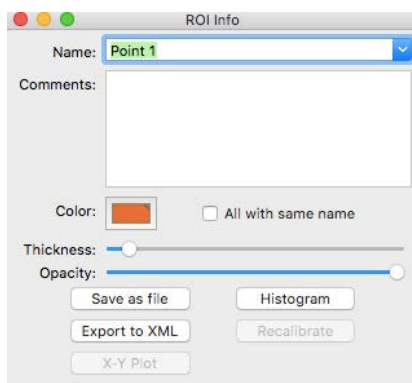 ROI Info
Name: Point 1
Comments:
Color: All with same name
Thickness:
Opacity:
Save as file Histogram
Export to XML Recalibrate
X-Y Plot